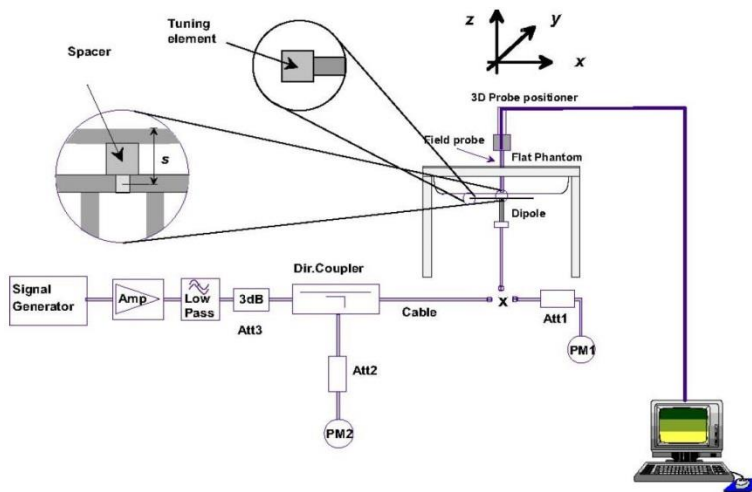 Tuning
element
Spacer
s
z
y
x
3D Probe positioner
Field probe
Flat Phantom
Dipole
Signal
Generator
Amp
Low
Pass
3dB
Att3
Dir.Coupler
Cable
x
Att1
PM1
Att2
PM2